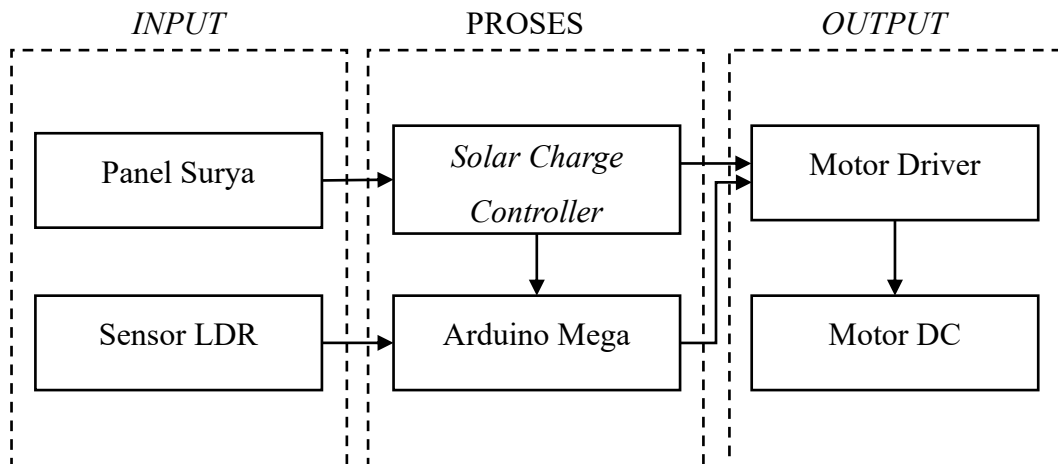 INPUT
PROSES
OUTPUT
Panel Surya
Solar Charge
Controller
Motor Driver
Sensor LDR
Arduino Mega
Motor DC